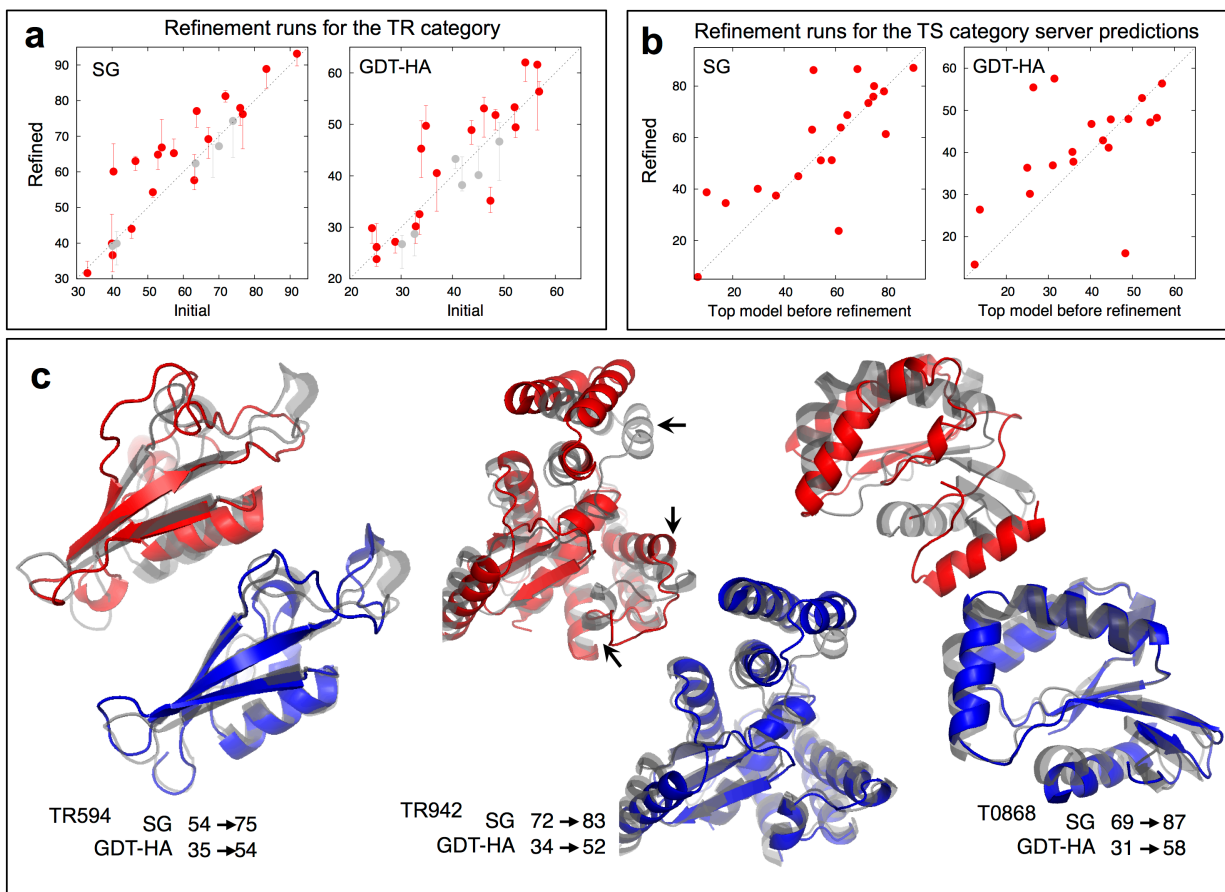 a
Refinement runs for the TR category
SG
GDT-HA
Refined
90
80
70
60
50
40
30
30 40 50 60 70 80 90
Initial
60
50
40
30
20
20 30 40 50 60
Initial
b
Refinement runs for the TS category server predictions
SG
GDT-HA
Refined
100
80
60
40
20
20 40 60 80
Top model before refinement
60
50
40
30
20
20 30 40 50 60
Top model before refinement
c
TR594
SG 54 → 75
GDT-HA 35 → 54
TR942
SG 72 → 83
GDT-HA 34 → 52
T0868
SG 69 → 87
GDT-HA 31 → 58